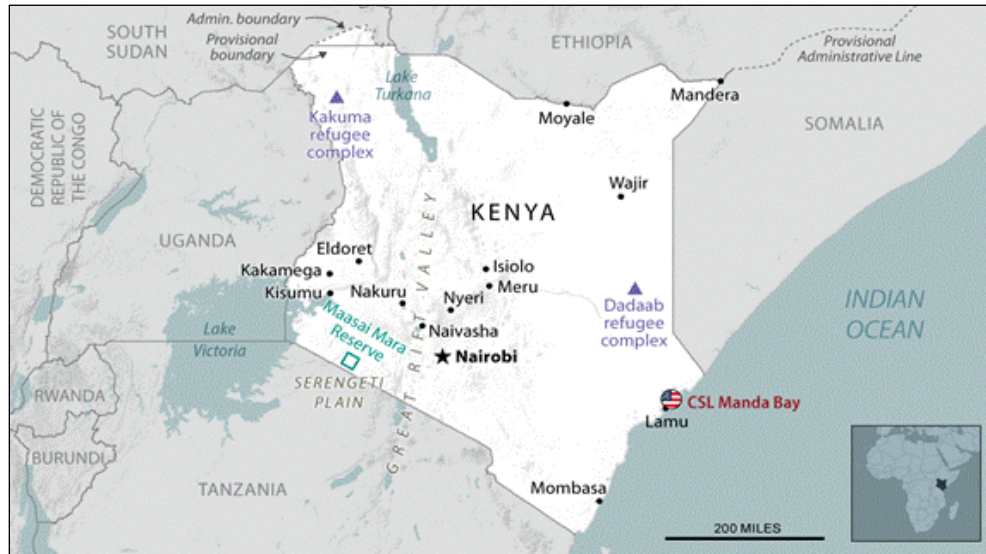 Admin. boundary
Provisional
boundary
SOUTH
SUDAN
ETHIOPIA
Provisional
Administrative Line
Lake
Turkana
Mandera
Moyale
Kakuma
refugee
complex
SOMALIA
DEMOCRATIC
REPUBLIC OF
THE CONGO
Wajir
KENYA
UGANDA
GREAT RIFT VALLEY
Eldoret
Kakamega
Kisumu
Isiolo
Meru
Nakuru
Nyeri
Dadaab
refugee
complex
INDIAN
OCEAN
Lake
Victoria
Maasai Mara
Reserve
Naivasha
Nairobi
SERENGETI
PLAIN
RWANDA
CSL Manda Bay
Lamu
BURUNDI
TANZANIA
Mombasa
200 MILES